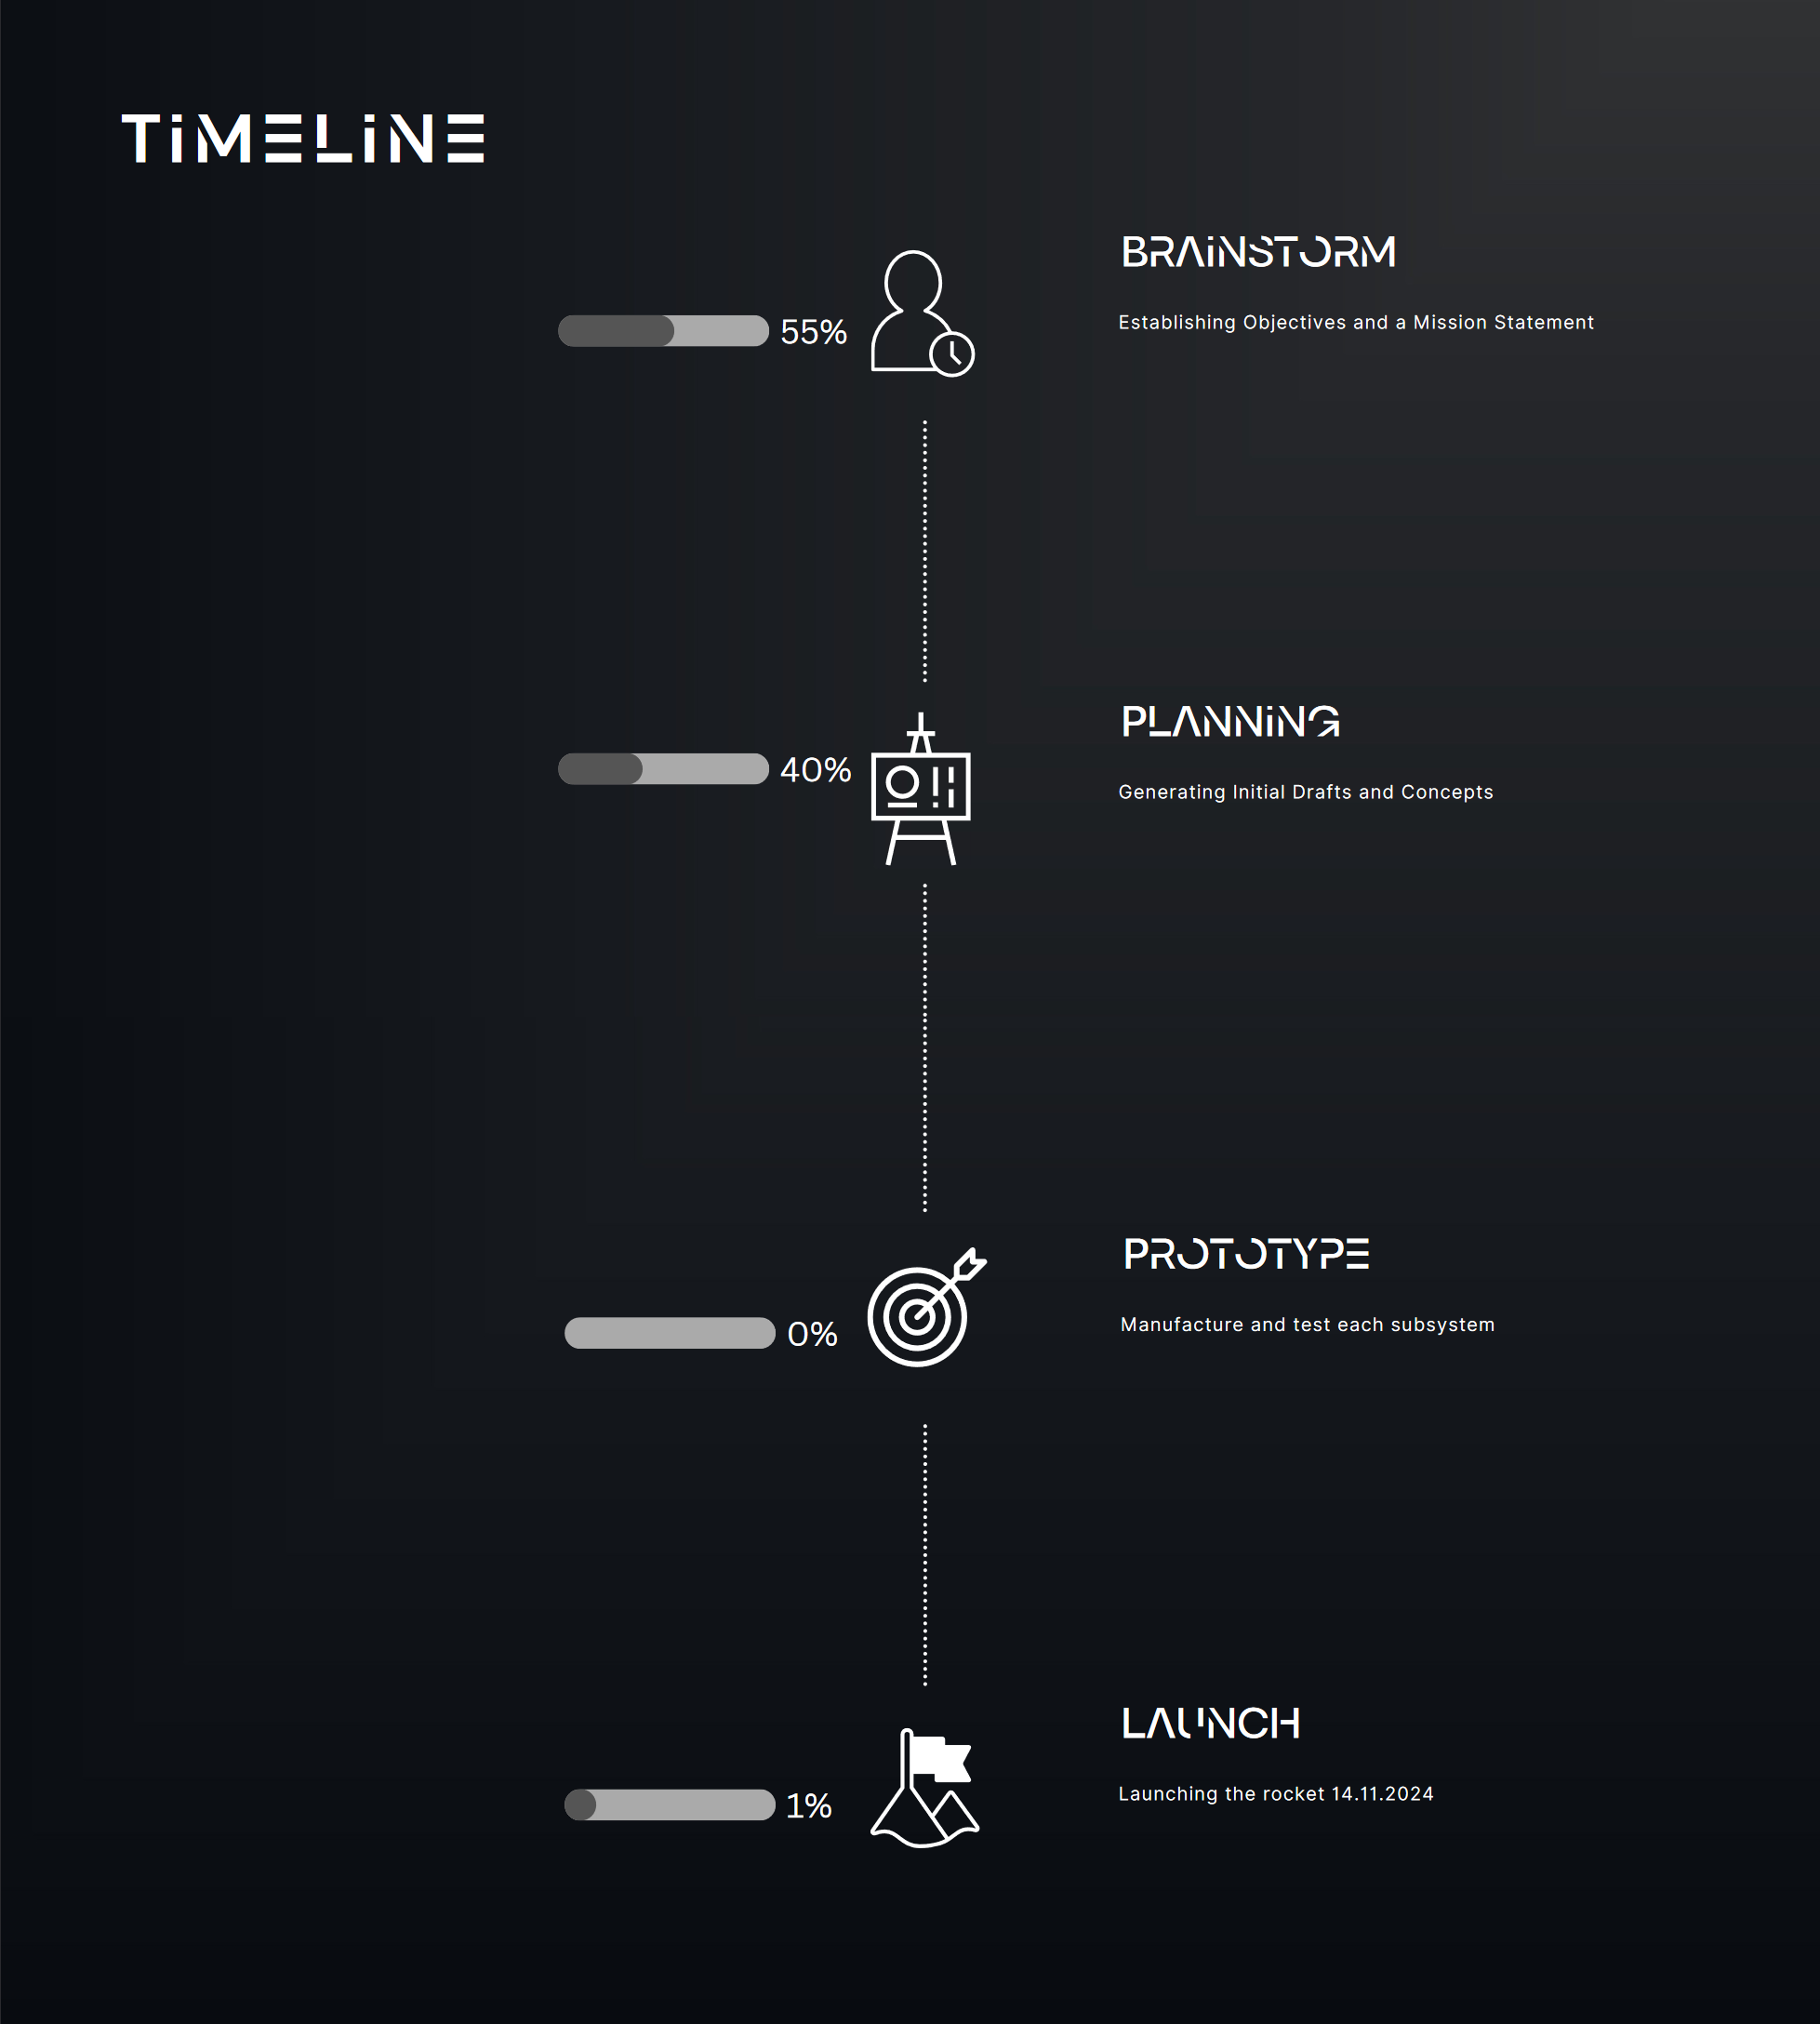 TiMELiNE
BRAiNSTORM
55%
Establishing Objectives and a Mission Statement
PLANNiNG
40%
Generating Initial Drafts and Concepts
PROTOTYPE
0%
Manufacture and test each subsystem
LAUNCH
1%
Launching the rocket 14.11.2024